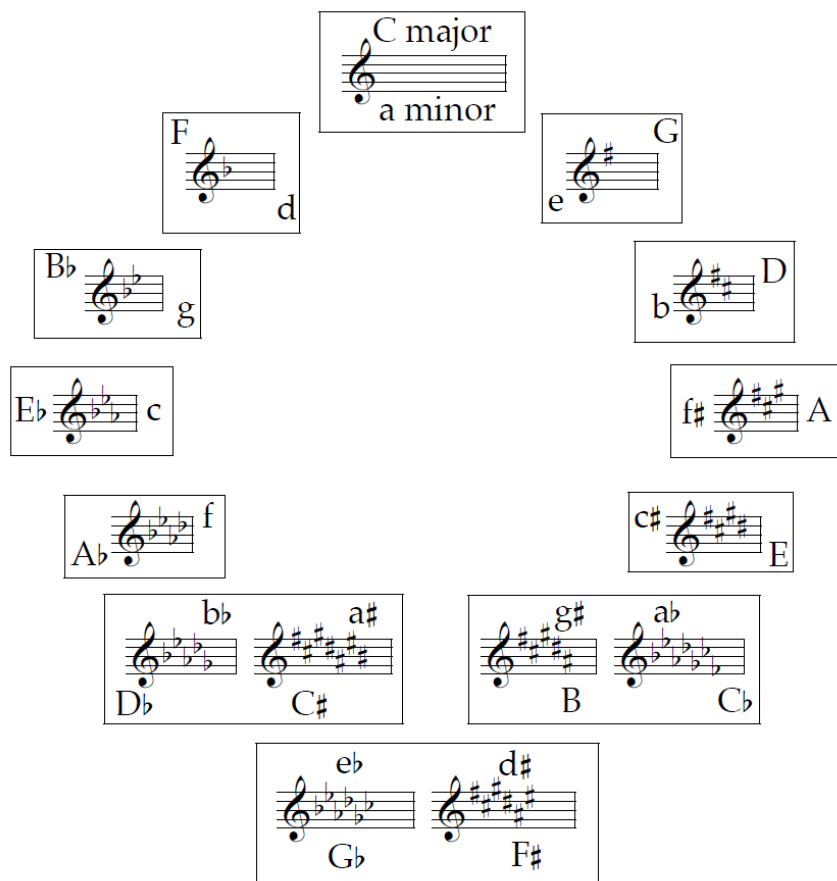 C major
a minor
F
d
G
e
B♭
g
D
b
E♭ c
f♯ A
f
A♭
c♯
E
b♭ a♯
D♭ C♯
g♯ a♭
B C♭
e♭ d♯
G♭ F♯